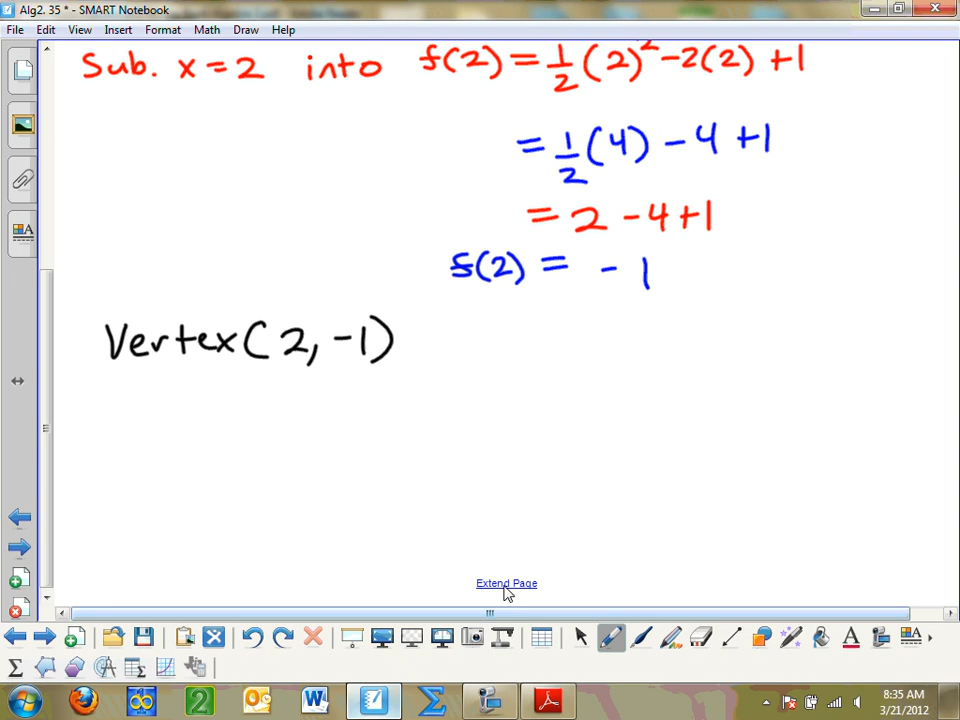 Alg2. 35 * - SMART Notebook
File Edit View Insert Format Math Draw Help
Sub. x = 2 into f(2) = 1/2 (2)² -2(2) +1
= 1/2 (4) - 4 +1
= 2 - 4 + 1
f(2) = - 1
Vertex( 2, -1)
Extend Page
8:35 AM
3/21/2012